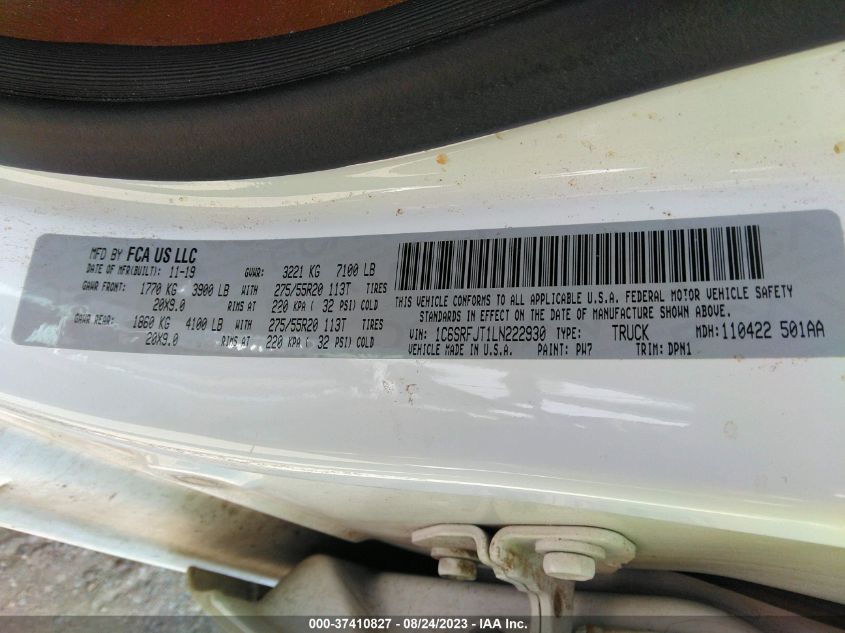 MFD BY FCA US LLC
DATE OF MFR(BUILT): 11-19 GVWR: 3221 KG 7100 LB
GAWR FRONT: 1770 KG 3900 LB WITH 275/55R20 113T TIRES
20X9.0 RIMS AT 220 KPA ( 32 PSI) COLD
GAWR REAR: 1860 KG 4100 LB WITH 275/55R20 113T TIRES
20X9.0 RIMS AT 220 KPA ( 32 PSI) COLD
THIS VEHICLE CONFORMS TO ALL APPLICABLE U.S.A. FEDERAL MOTOR VEHICLE SAFETY
STANDARDS IN EFFECT ON THE DATE OF MANUFACTURE SHOWN ABOVE.
VIN: 1C6SRFJT1LN222930 TYPE: TRUCK MDH: 110422 501AA
VEHICLE MADE IN U.S.A. PAINT: PW7 TRIM: DPN1
000-37410827 - 08/24/2023 - IAA Inc.